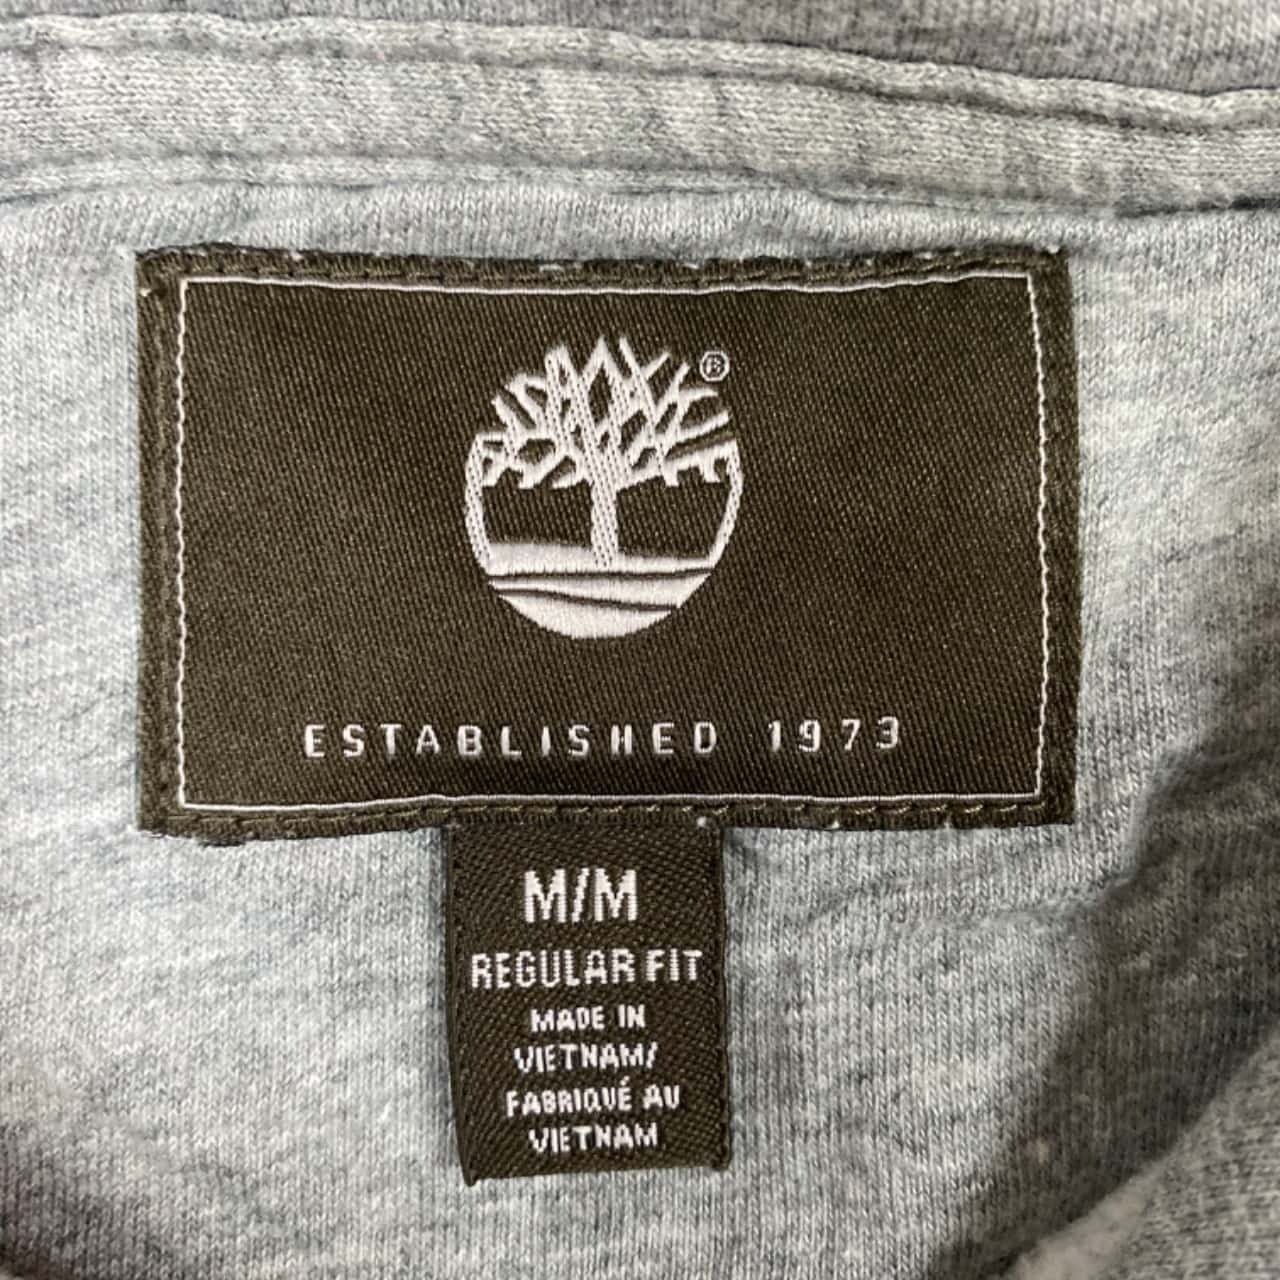 ®
ESTABLISHED 1973
M/M
REGULAR FIT
MADE IN
VIETNAM/
FABRIQUÉ AU
VIETNAM